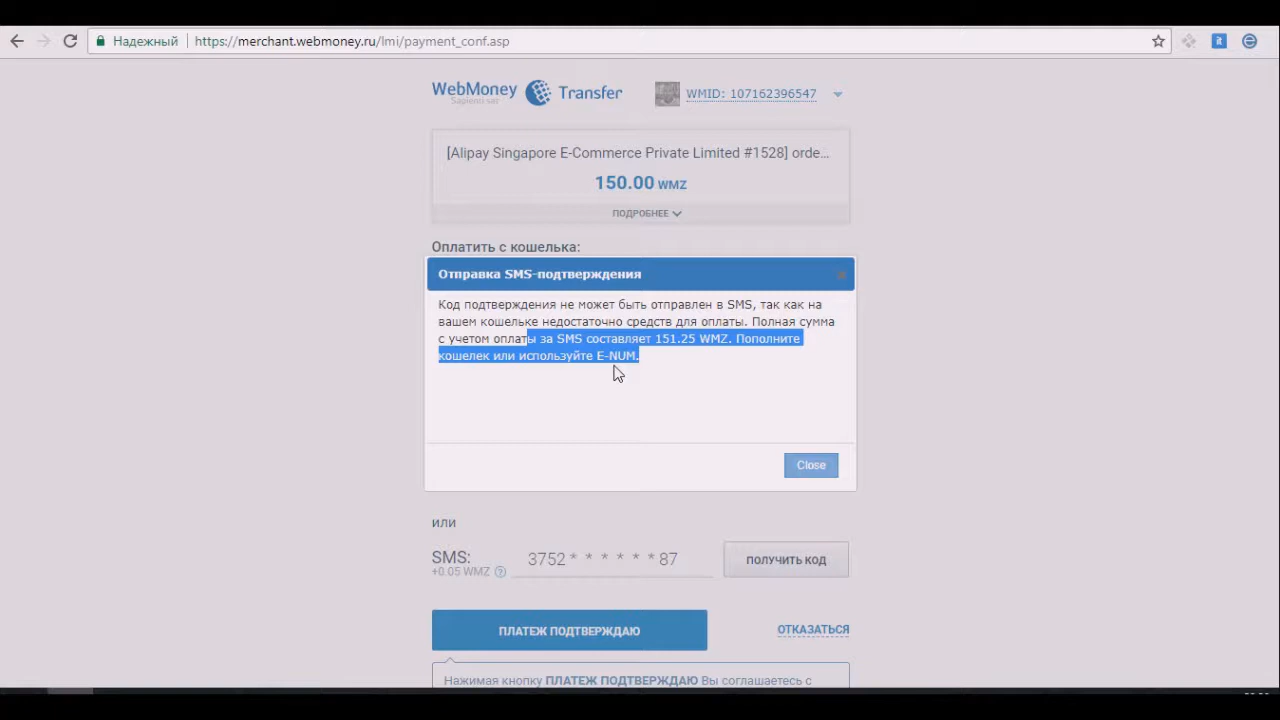 Надежный https://merchant.webmoney.ru/lmi/payment_conf.asp
WebMoney Transfer WMID: 107162396547
Sapienti sat
[Alipay Singapore E-Commerce Private Limited #1528] orde...
150.00 WMZ
ПОДРОБНЕЕ
Оплатить с кошелька:
Отправка SMS-подтверждения
Код подтверждения не может быть отправлен в SMS, так как на
вашем кошельке недостаточно средств для оплаты. Полная сумма
с учетом оплаты за SMS составляет 151.25 WMZ. Пополните
кошелек или используйте E-NUM.
Close
или
SMS: 3752 * * * * * * 87 ПОЛУЧИТЬ КОД
+0.05 WMZ ?
ПЛАТЕЖ ПОДТВЕРЖДАЮ ОТКАЗАТЬСЯ
Нажимая кнопку ПЛАТЕЖ ПОДТВЕРЖДАЮ Вы соглашаетесь с